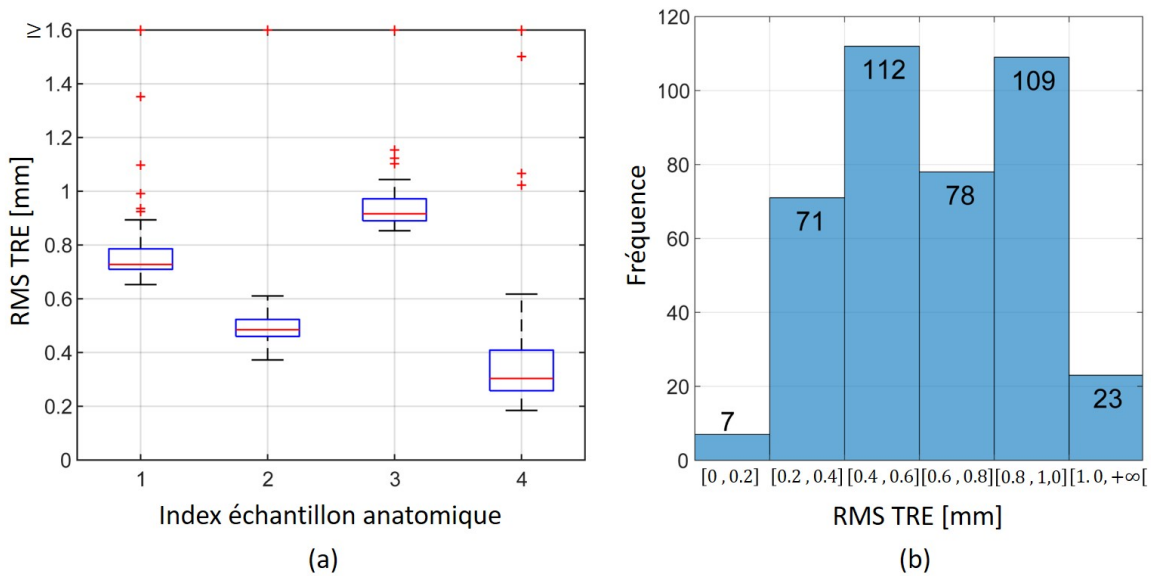 ≥ 1.6
1.4
1.2
1
0.8
0.6
0.4
0.2
0
RMS TRE [mm]
1 2 3 4
Index échantillon anatomique
(a)
120
100
80
60
40
20
0
Fréquence
7
71
112
78
109
23
[0 , 0.2] [0.2 , 0.4] [0.4 , 0.6] [0.6 , 0.8] [0.8 , 1,0] [1. 0, +∞[
RMS TRE [mm]
(b)